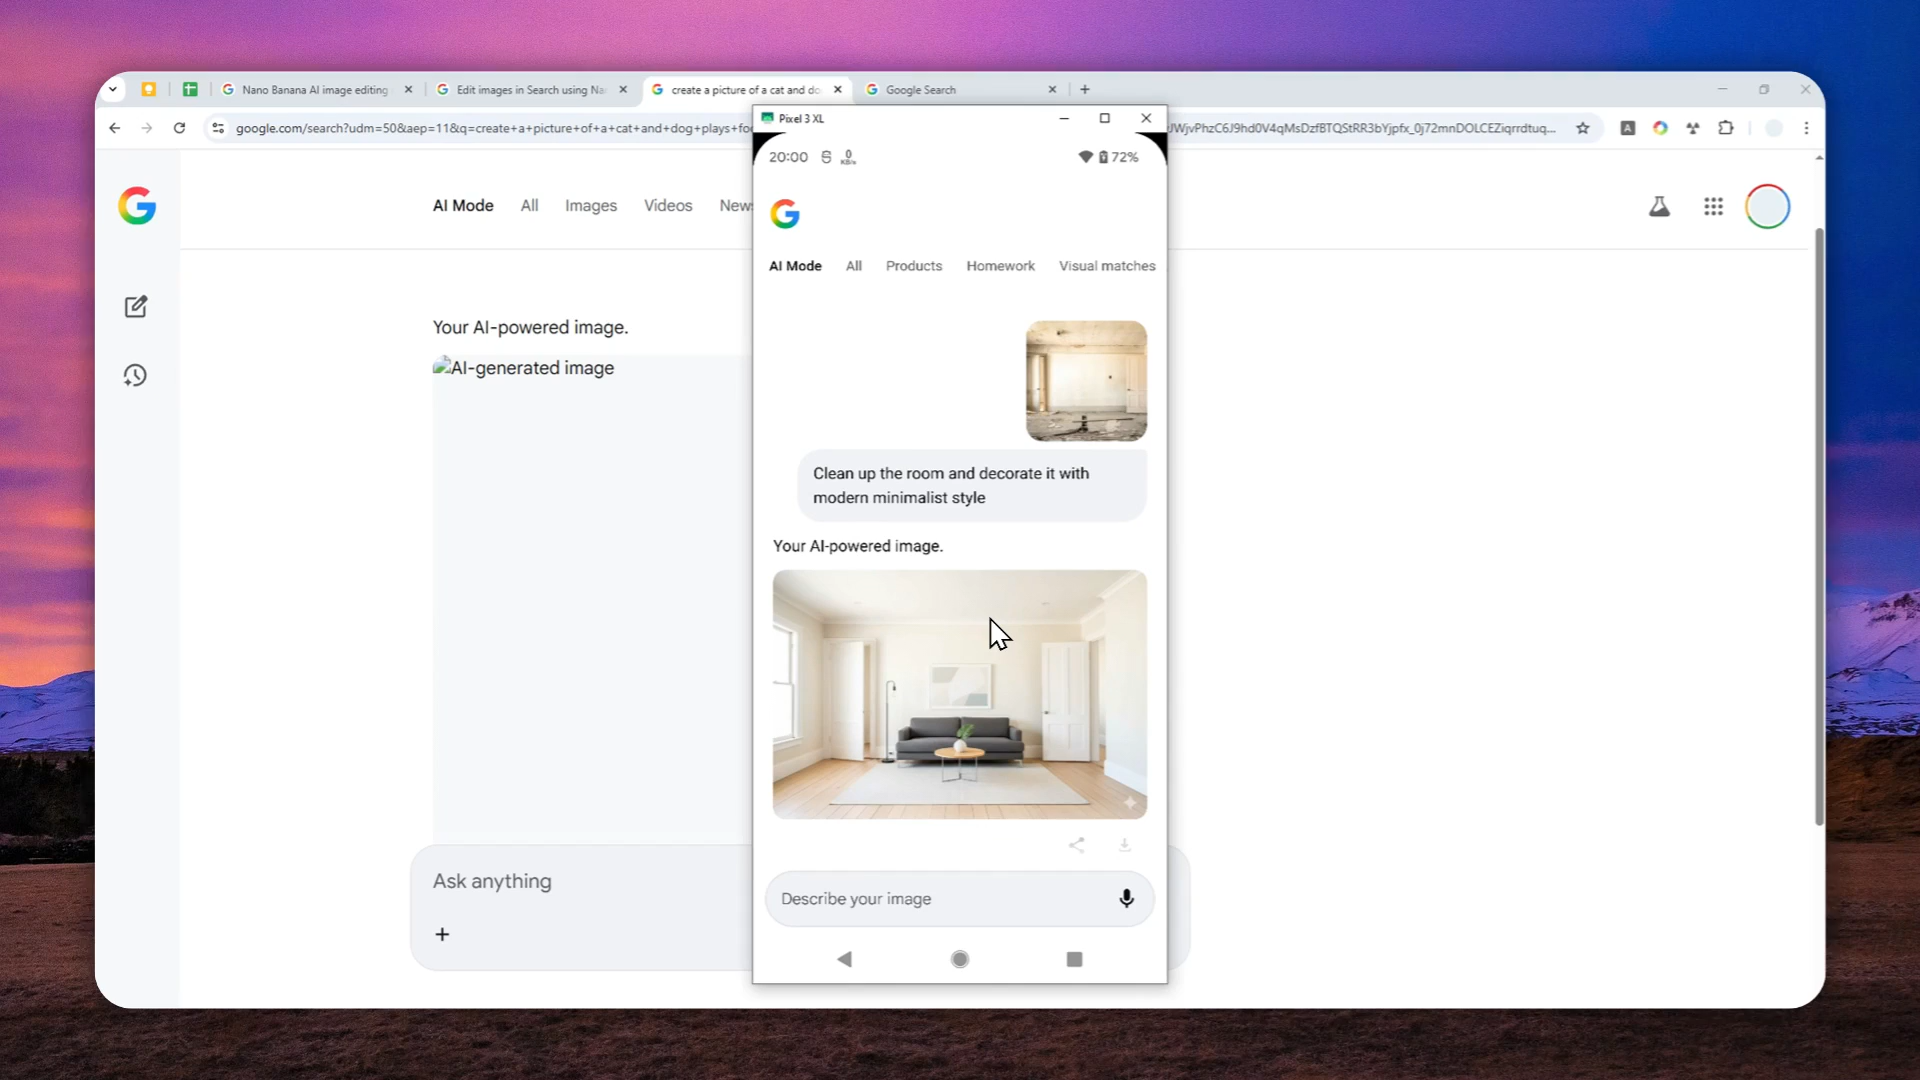 Nano Banana AI image editing
Edit images in Search using Na
create a picture of a cat and do
Google Search
google.com/search?udm=50&aep=11&q=create+a+picture+of+a+cat+and+dog+plays+foo
JWjvPhzC6J9hd0V4qMsDzfBTQStRR3bYjpfx_0j72mnDOLCEZiqrrdtuq...
AI Mode
All
Images
Videos
News
Your AI-powered image.
AI-generated image
Ask anything
Pixel 3 XL
20:00
0
KB/s
72%
AI Mode
All
Products
Homework
Visual matches
Clean up the room and decorate it with
modern minimalist style
Your AI-powered image.
Describe your image